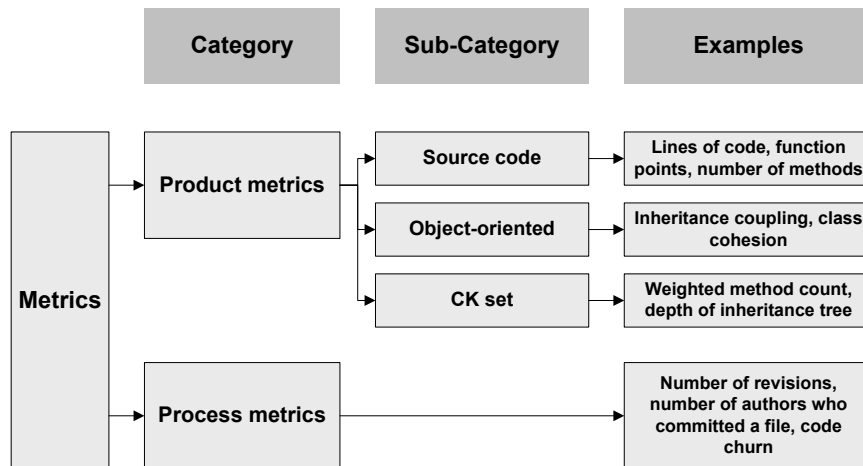 Category
Sub-Category
Examples
Metrics
Product metrics
Source code
Lines of code, function
points, number of methods
Object-oriented
Inheritance coupling, class
cohesion
CK set
Weighted method count,
depth of inheritance tree
Process metrics
Number of revisions,
number of authors who
committed a file, code
churn